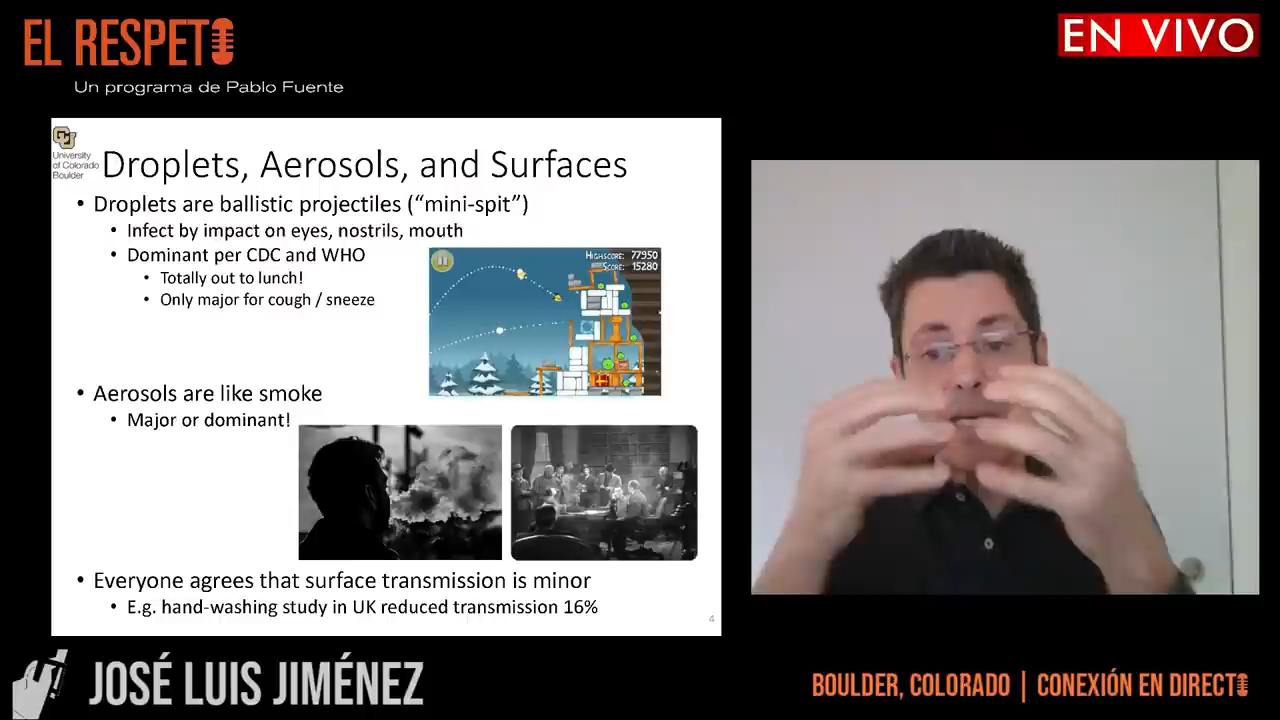 EL RESPETO
Un programa de Pablo Fuente
EN VIVO
University
of Colorado
Boulder
Droplets, Aerosols, and Surfaces
• Droplets are ballistic projectiles (“mini-spit”)
• Infect by impact on eyes, nostrils, mouth
• Dominant per CDC and WHO
• Totally out to lunch!
• Only major for cough / sneeze
Highscore: 77950
Score: 15280
• Aerosols are like smoke
• Major or dominant!
• Everyone agrees that surface transmission is minor
• E.g. hand-washing study in UK reduced transmission 16%
4
JOSÉ LUIS JIMÉNEZ
BOULDER, COLORADO | CONEXIÓN EN DIRECTO